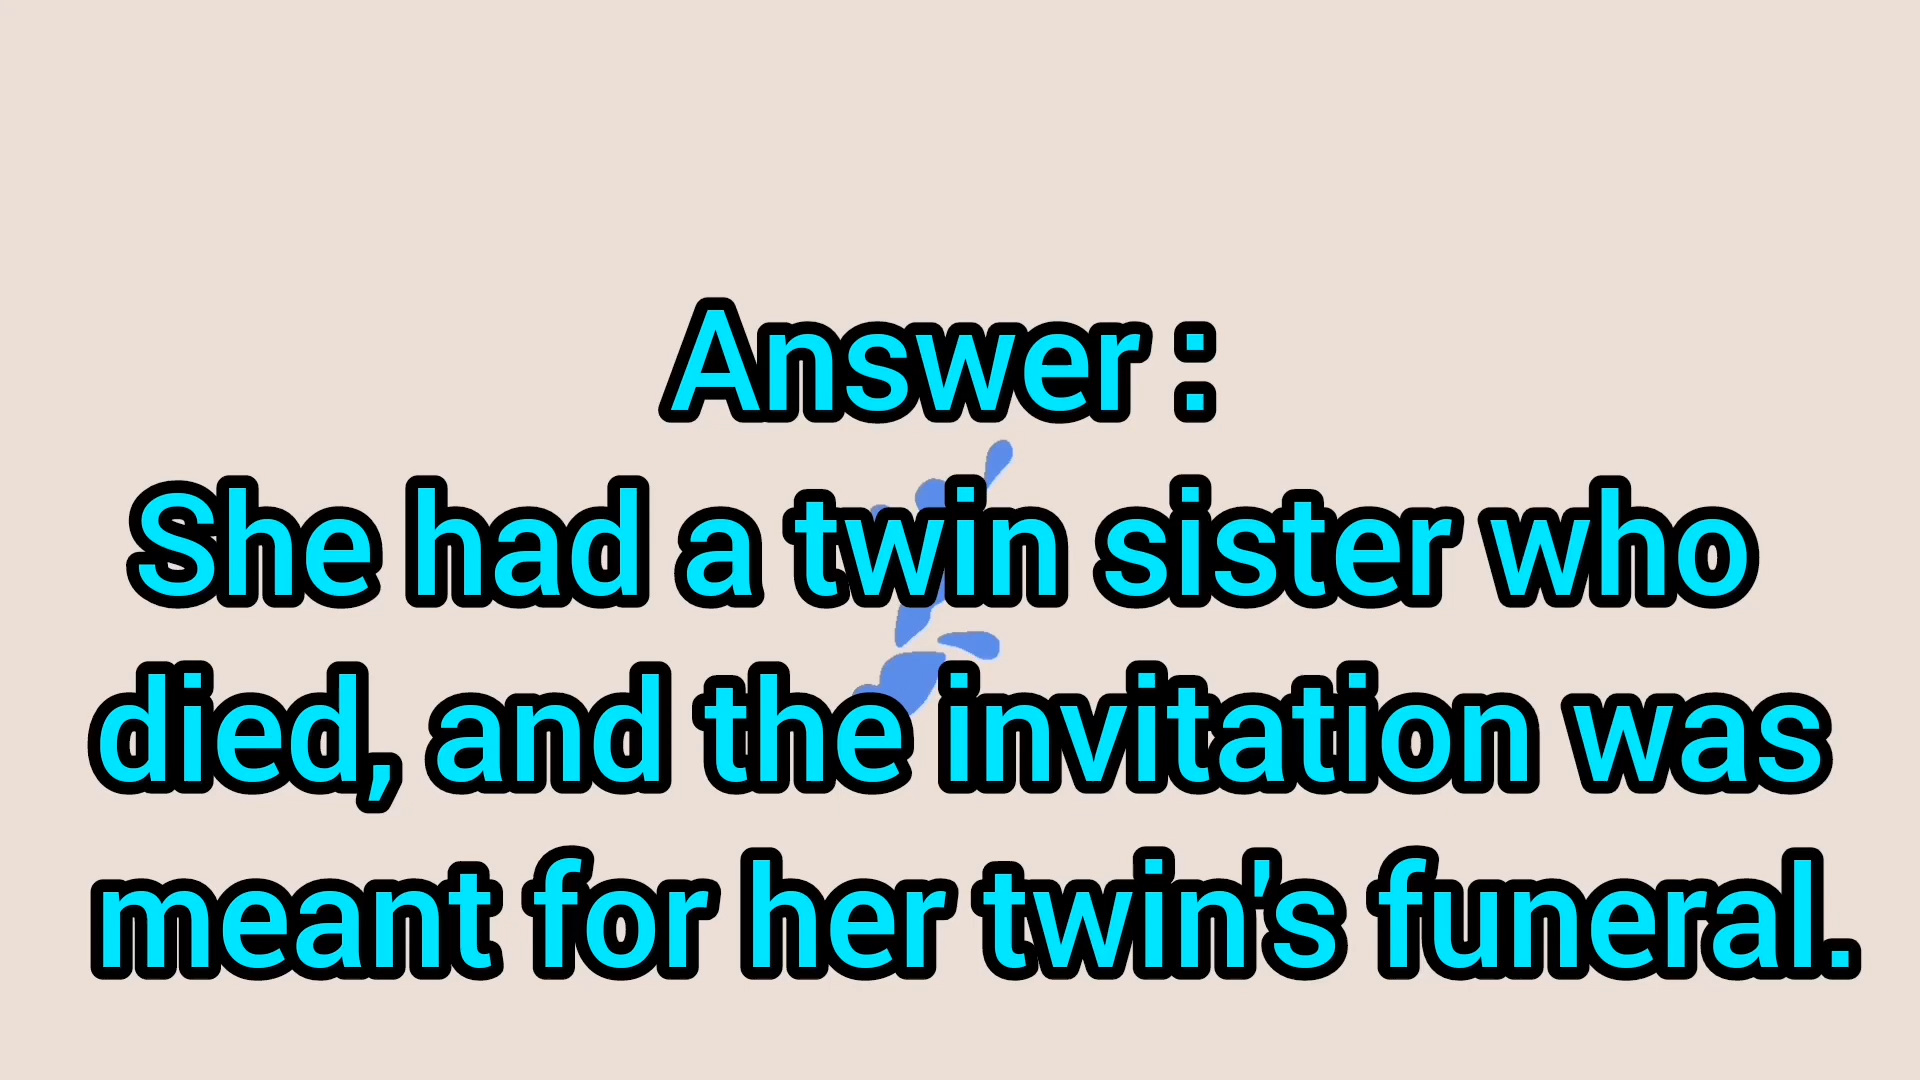 Answer :
She had a twin sister who
died, and the invitation was
meant for her twin's funeral.